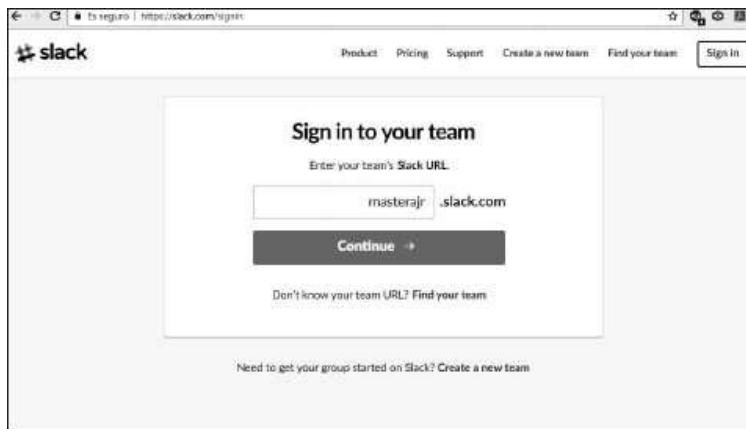 Es seguro | https://slack.com/signin
slack
Product Pricing Support Create a new team Find your team Sign in
Sign in to your team
Enter your team's Slack URL.
masterajr .slack.com
Continue →
Don't know your team URL? Find your team
Need to get your group started on Slack? Create a new team